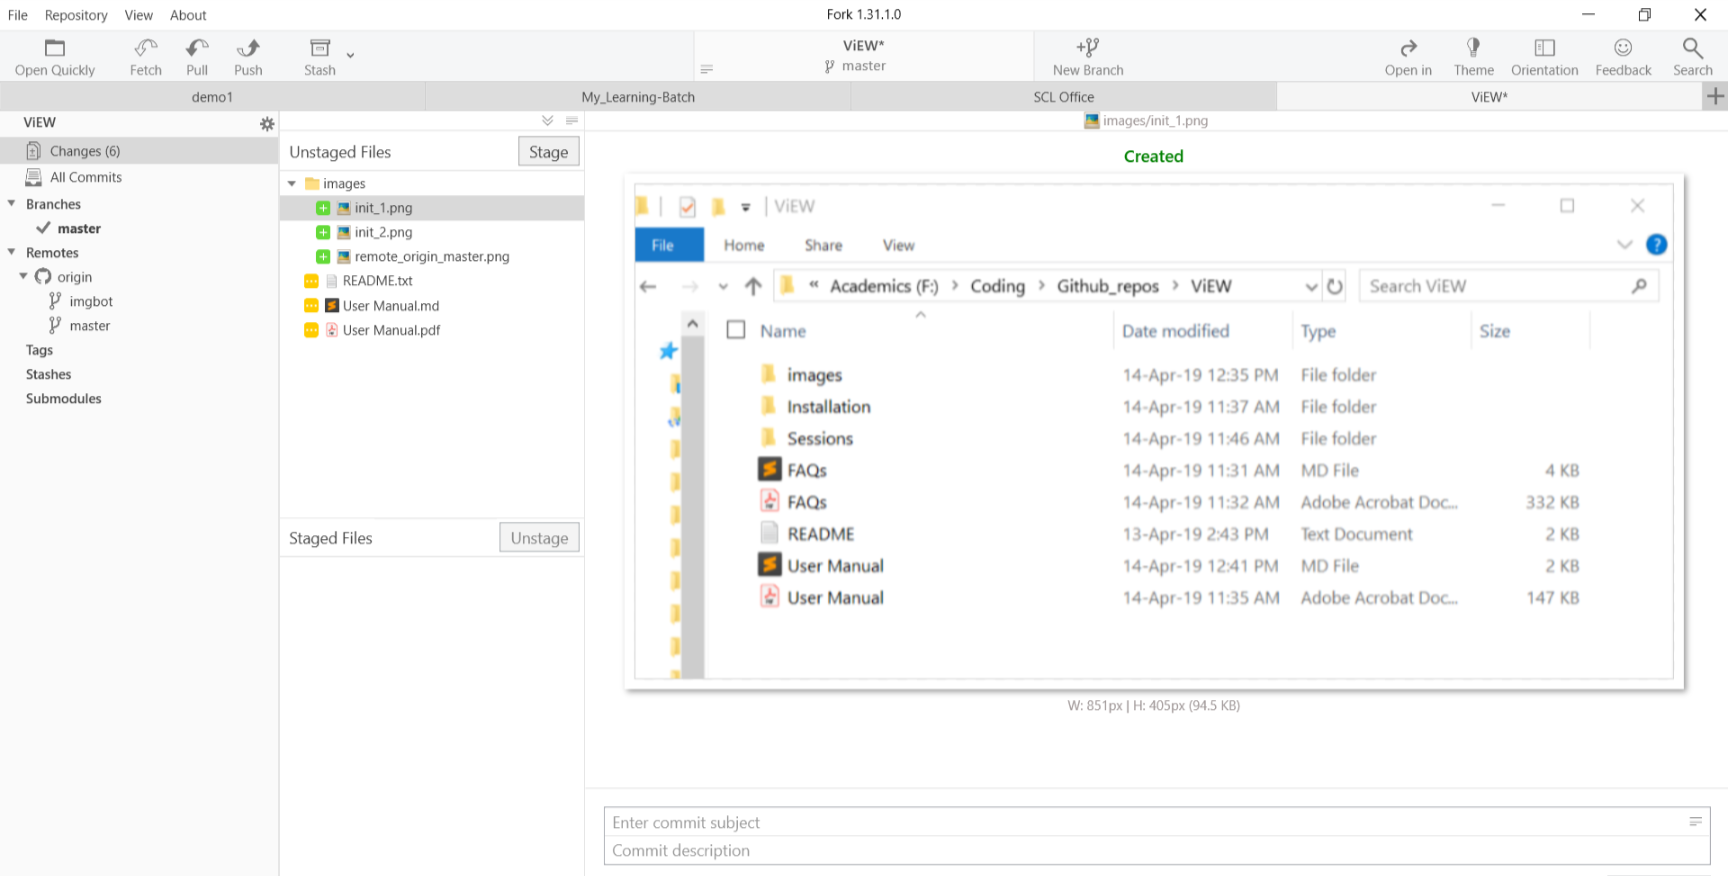 File Repository View About
Fork 1.31.1.0
Open Quickly Fetch Pull Push Stash
ViEW*
master
New Branch
Open in Theme Orientation Feedback Search
demo1 My_Learning-Batch SCL Office ViEW*
ViEW
Changes (6)
All Commits
Branches
master
Remotes
origin
imgbot
master
Tags
Stashes
Submodules
Unstaged Files Stage
images
init_1.png
init_2.png
remote_origin_master.png
README.txt
User Manual.md
User Manual.pdf
Staged Files Unstage
images/init_1.png
Created
ViEW
File Home Share View
« Academics (F:) > Coding > Github_repos > ViEW
Search ViEW
Name Date modified Type Size
images 14-Apr-19 12:35 PM File folder
Installation 14-Apr-19 11:37 AM File folder
Sessions 14-Apr-19 11:46 AM File folder
FAQs 14-Apr-19 11:31 AM MD File 4 KB
FAQs 14-Apr-19 11:32 AM Adobe Acrobat Doc... 332 KB
README 13-Apr-19 2:43 PM Text Document 2 KB
User Manual 14-Apr-19 12:41 PM MD File 2 KB
User Manual 14-Apr-19 11:35 AM Adobe Acrobat Doc... 147 KB
W: 851px | H: 405px (94.5 KB)
Enter commit subject
Commit description